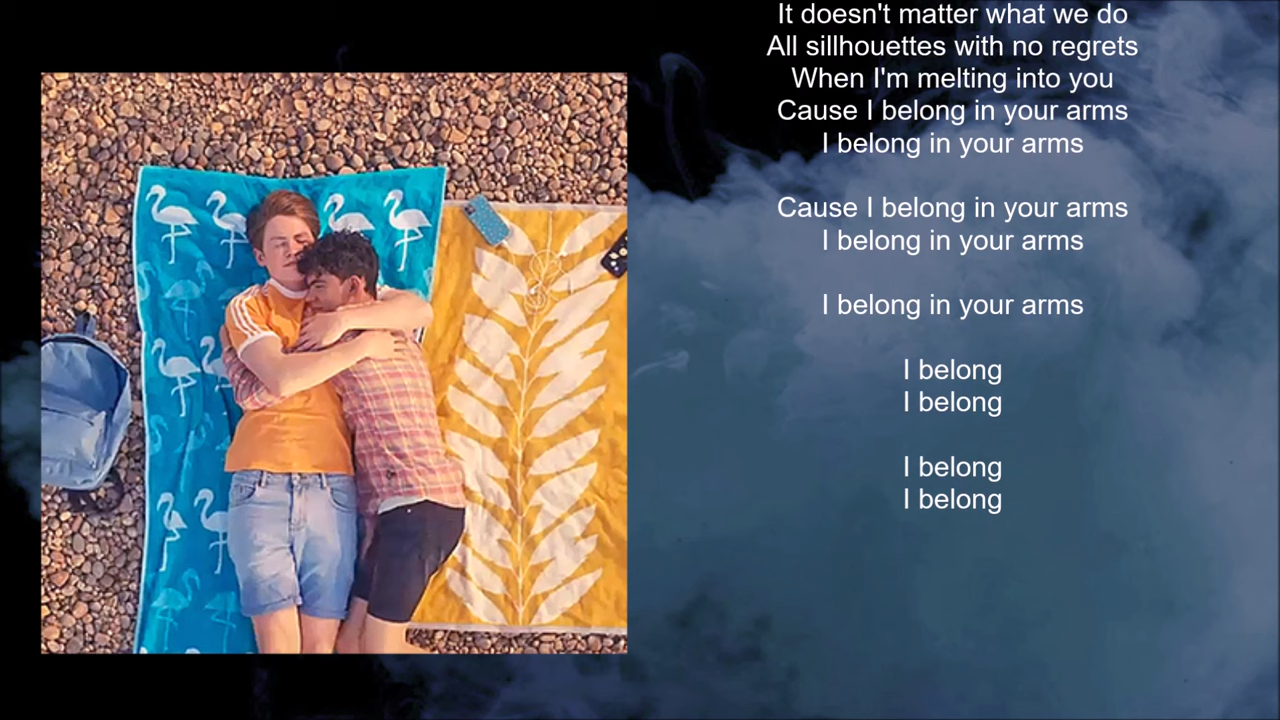 It doesn't matter what we do
All sillhouettes with no regrets
When I'm melting into you
Cause I belong in your arms
I belong in your arms
Cause I belong in your arms
I belong in your arms
I belong in your arms
I belong
I belong
I belong
I belong